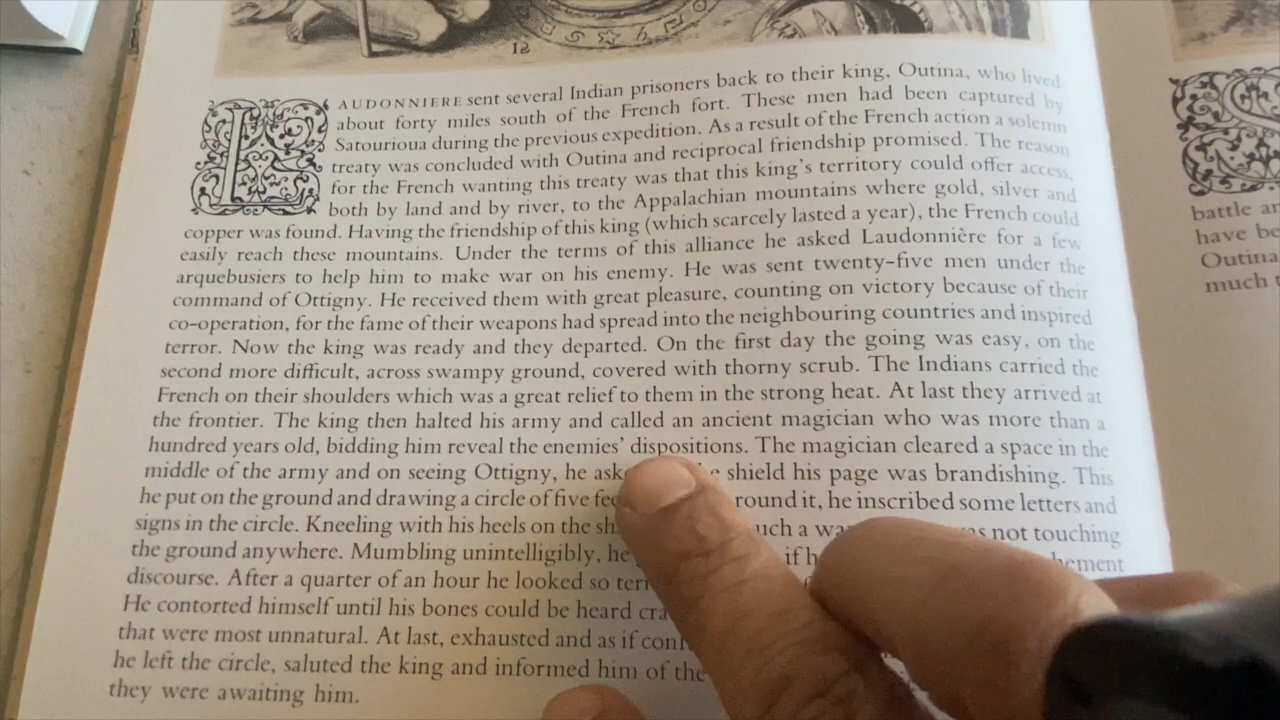 12
LAUDONNIERE sent several Indian prisoners back to their king, Outina, who lived
about forty miles south of the French fort. These men had been captured by
Satourioua during the previous expedition. As a result of the French action a solemn
treaty was concluded with Outina and reciprocal friendship promised. The reason
for the French wanting this treaty was that this king's territory could offer access,
both by land and by river, to the Appalachian mountains where gold, silver and
copper was found. Having the friendship of this king (which scarcely lasted a year), the French could
easily reach these mountains. Under the terms of this alliance he asked Laudonnière for a few
arquebusiers to help him to make war on his enemy. He was sent twenty-five men under the
command of Ottigny. He received them with great pleasure, counting on victory because of their
co-operation, for the fame of their weapons had spread into the neighbouring countries and inspired
terror. Now the king was ready and they departed. On the first day the going was easy, on the
second more difficult, across swampy ground, covered with thorny scrub. The Indians carried the
French on their shoulders which was a great relief to them in the strong heat. At last they arrived at
the frontier. The king then halted his army and called an ancient magician who was more than a
hundred years old, bidding him reveal the enemies' dispositions. The magician cleared a space in the
middle of the army and on seeing Ottigny, he shield his page was brandishing. This
he put on the ground and drawing a circle of five round it, he inscribed some letters and
signs in the circle. Kneeling with his heels on the such a not touching
the ground anywhere. Mumbling unintelligibly, he if
discourse. After a quarter of an hour he looked so
He contorted himself until his bones could be heard
that were most unnatural. At last, exhausted and as if
he left the circle, saluted the king and informed him of the
they were awaiting him.
battle
have
Outina
much